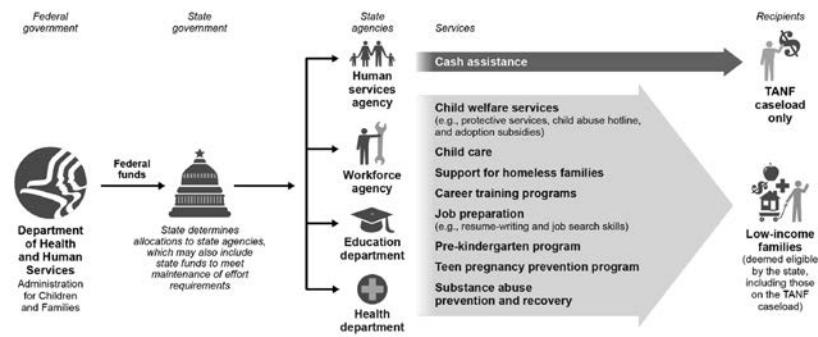 Federal
government
State
government
State
agencies
Services
Recipients
Human
services
agency
Cash assistance
TANF
caseload
only
Child welfare services
(e.g., protective services, child abuse hotline,
and adoption subsidies)
Child care
Support for homeless families
Career training programs
Job preparation
(e.g., resume-writing and job search skills)
Pre-kindergarten program
Teen pregnancy prevention program
Substance abuse
prevention and recovery
Workforce
agency
Education
department
Health
department
Federal
funds
Department
of Health
and Human
Services
Administration
for Children
and Families
State determines
allocations to state agencies,
which may also include
state funds to meet
maintenance of effort
requirements
Low-income
families
(deemed eligible
by the state,
including those
on the TANF
caseload)